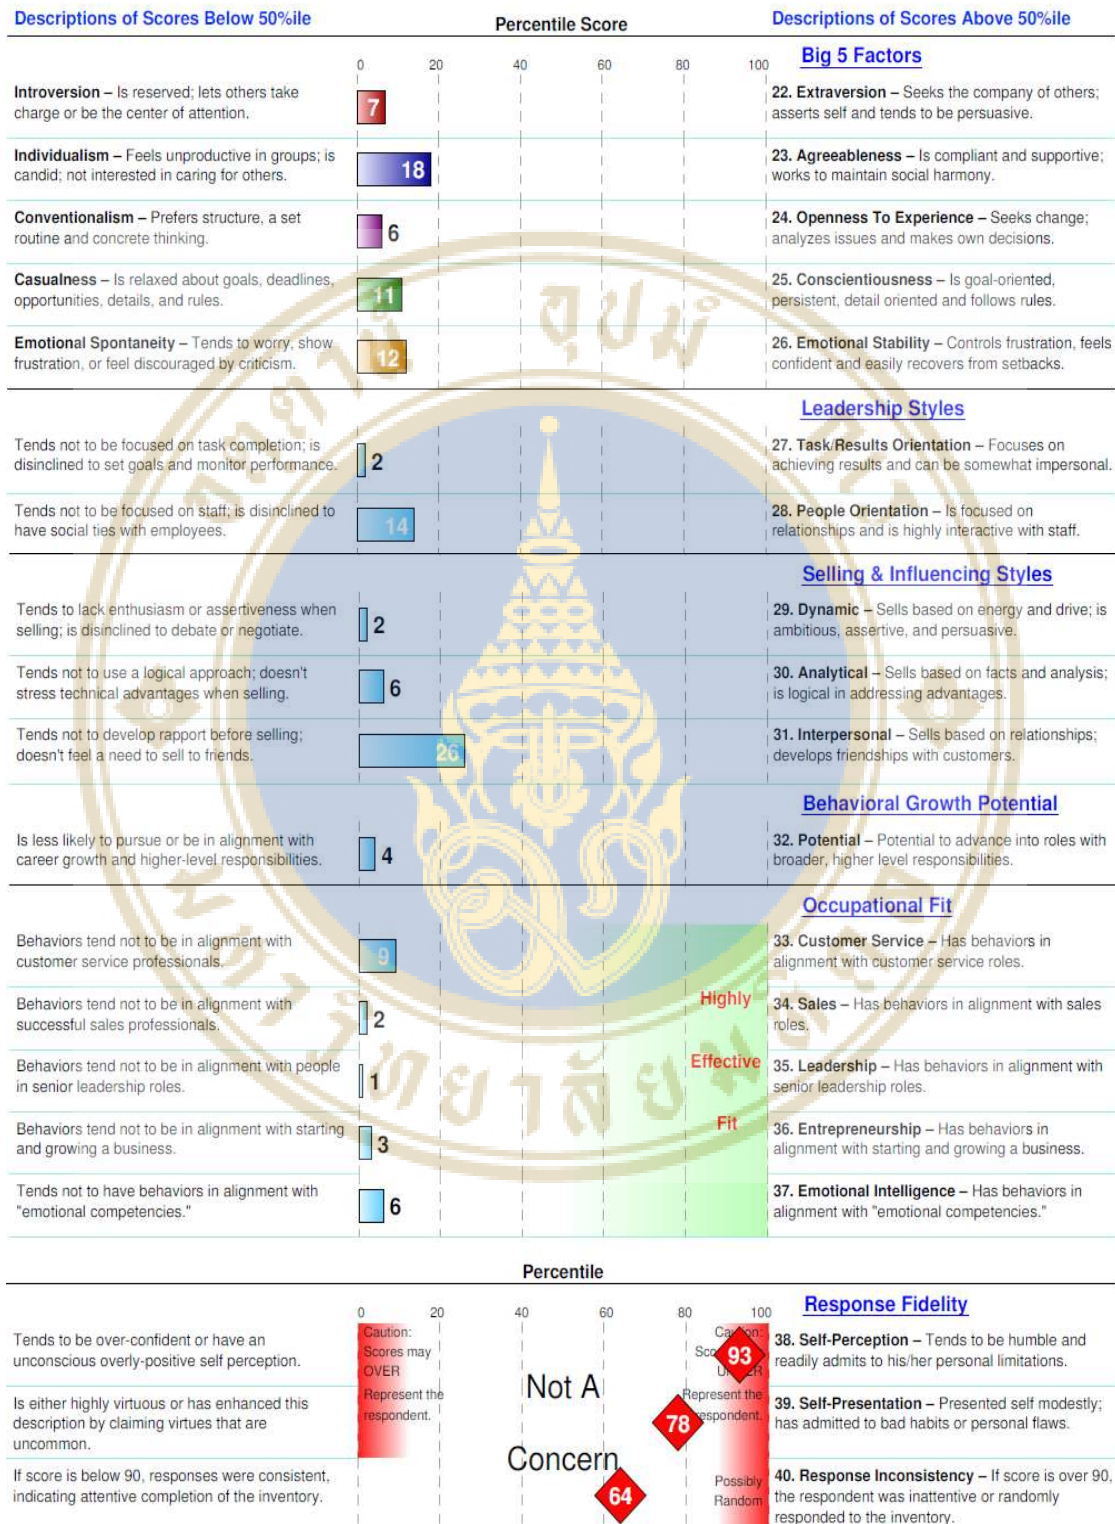 Descriptions of Scores Below 50%ile
Percentile Score
Descriptions of Scores Above 50%ile
Big 5 Factors
0 20 40 60 80 100
Introversion – Is reserved; lets others take
charge or be the center of attention.
7
22. Extraversion – Seeks the company of others;
asserts self and tends to be persuasive.
Individualism – Feels unproductive in groups; is
candid; not interested in caring for others.
18
23. Agreeableness – Is compliant and supportive;
works to maintain social harmony.
Conventionalism – Prefers structure, a set
routine and concrete thinking.
6
24. Openness To Experience – Seeks change;
analyzes issues and makes own decisions.
Casualness – Is relaxed about goals, deadlines,
opportunities, details, and rules.
11
25. Conscientiousness – Is goal-oriented,
persistent, detail oriented and follows rules.
Emotional Spontaneity – Tends to worry, show
frustration, or feel discouraged by criticism.
12
26. Emotional Stability – Controls frustration, feels
confident and easily recovers from setbacks.
Leadership Styles
Tends not to be focused on task completion; is
disinclined to set goals and monitor performance.
2
27. Task/Results Orientation – Focuses on
achieving results and can be somewhat impersonal.
Tends not to be focused on staff; is disinclined to
have social ties with employees.
14
28. People Orientation – Is focused on
relationships and is highly interactive with staff.
Selling & Influencing Styles
Tends to lack enthusiasm or assertiveness when
selling; is disinclined to debate or negotiate.
2
29. Dynamic – Sells based on energy and drive; is
ambitious, assertive, and persuasive.
Tends not to use a logical approach; doesn't
stress technical advantages when selling.
6
30. Analytical – Sells based on facts and analysis;
is logical in addressing advantages.
Tends not to develop rapport before selling;
doesn't feel a need to sell to friends.
26
31. Interpersonal – Sells based on relationships;
develops friendships with customers.
Behavioral Growth Potential
Is less likely to pursue or be in alignment with
career growth and higher-level responsibilities.
4
32. Potential – Potential to advance into roles with
broader, higher level responsibilities.
Occupational Fit
Behaviors tend not to be in alignment with
customer service professionals.
9
33. Customer Service – Has behaviors in
alignment with customer service roles.
Behaviors tend not to be in alignment with
successful sales professionals.
2
Highly
34. Sales – Has behaviors in alignment with sales
roles.
Behaviors tend not to be in alignment with people
in senior leadership roles.
1
Effective
35. Leadership – Has behaviors in alignment with
senior leadership roles.
Behaviors tend not to be in alignment with starting
and growing a business.
3
Fit
36. Entrepreneurship – Has behaviors in
alignment with starting and growing a business.
Tends not to have behaviors in alignment with
"emotional competencies."
6
37. Emotional Intelligence – Has behaviors in
alignment with "emotional competencies."
Percentile
0 20 40 60 80 100
Response Fidelity
Tends to be over-confident or have an
unconscious overly-positive self perception.
Caution:
Scores may
OVER
Represent the
respondent.
93
38. Self-Perception – Tends to be humble and
readily admits to his/her personal limitations.
Is either highly virtuous or has enhanced this
description by claiming virtues that are
uncommon.
Not A
Concern
78
Represent the
respondent.
39. Self-Presentation – Presented self modestly;
has admitted to bad habits or personal flaws.
If score is below 90, responses were consistent,
indicating attentive completion of the inventory.
64
Possibly
Random
40. Response Inconsistency – If score is over 90,
the respondent was inattentive or randomly
responded to the inventory.